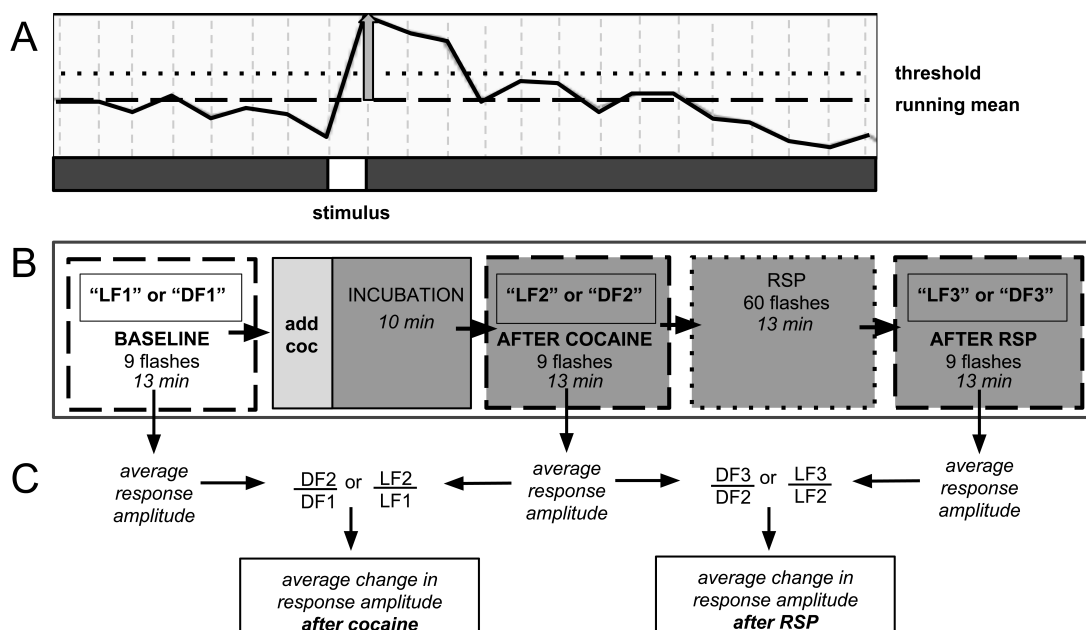 A
threshold
running mean
stimulus
B
“LF1” or “DF1”
BASELINE
9 flashes
13 min
add
coc
INCUBATION
10 min
“LF2” or “DF2”
AFTER COCAINE
9 flashes
13 min
RSP
60 flashes
13 min
“LF3” or “DF3”
AFTER RSP
9 flashes
13 min
C
average
response
amplitude
DF2 or LF2
DF1 LF1
average
response
amplitude
DF3 or LF3
DF2 LF2
average
response
amplitude
average change in
response amplitude
after cocaine
average change in
response amplitude
after RSP